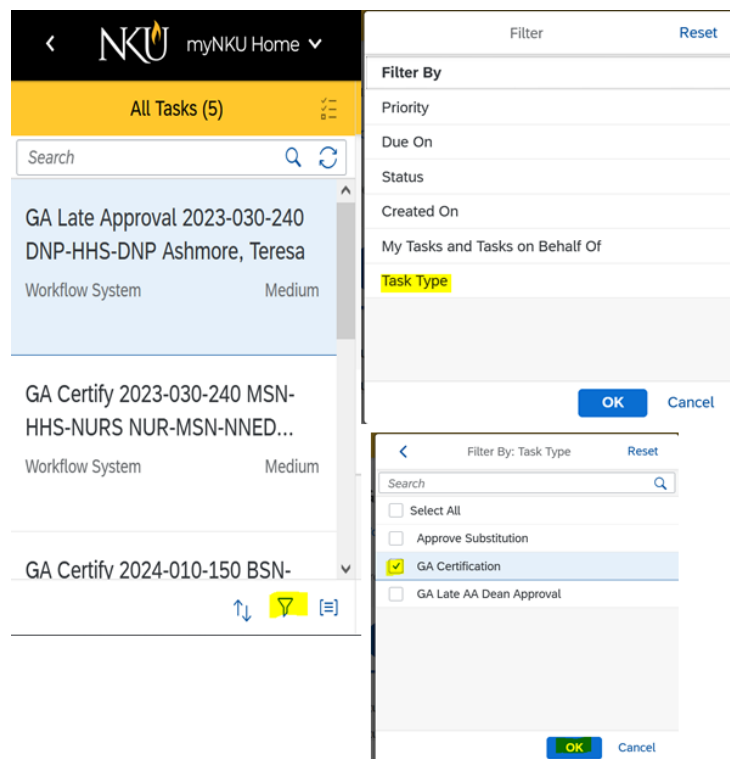 NKU myNKU Home
All Tasks (5)
Search
GA Late Approval 2023-030-240
DNP-HHS-DNP Ashmore, Teresa
Workflow System Medium
GA Certify 2023-030-240 MSN-
HHS-NURS NUR-MSN-NNED...
Workflow System Medium
GA Certify 2024-010-150 BSN-
Filter Reset
Filter By
Priority
Due On
Status
Created On
My Tasks and Tasks on Behalf Of
Task Type
OK Cancel
Filter By: Task Type Reset
Search
Select All
Approve Substitution
GA Certification
GA Late AA Dean Approval
OK Cancel